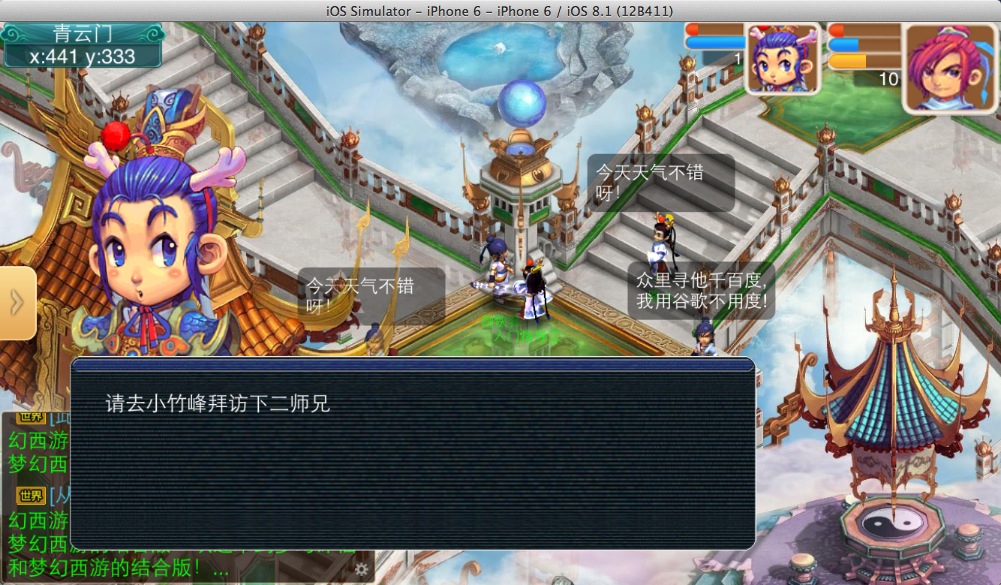 iOS Simulator – iPhone 6 – iPhone 6 / iOS 8.1 (12B411)
青云门
x:441 y:333
1
10
今天天气不错
呀!
今天天气不错
呀!
众里寻他千百度,
我用谷歌不用度!
请去小竹峰拜访下二师兄
世界
幻西游
梦幻西
世界 [从
幻西游
梦幻西
和梦幻西游的结合版! ...